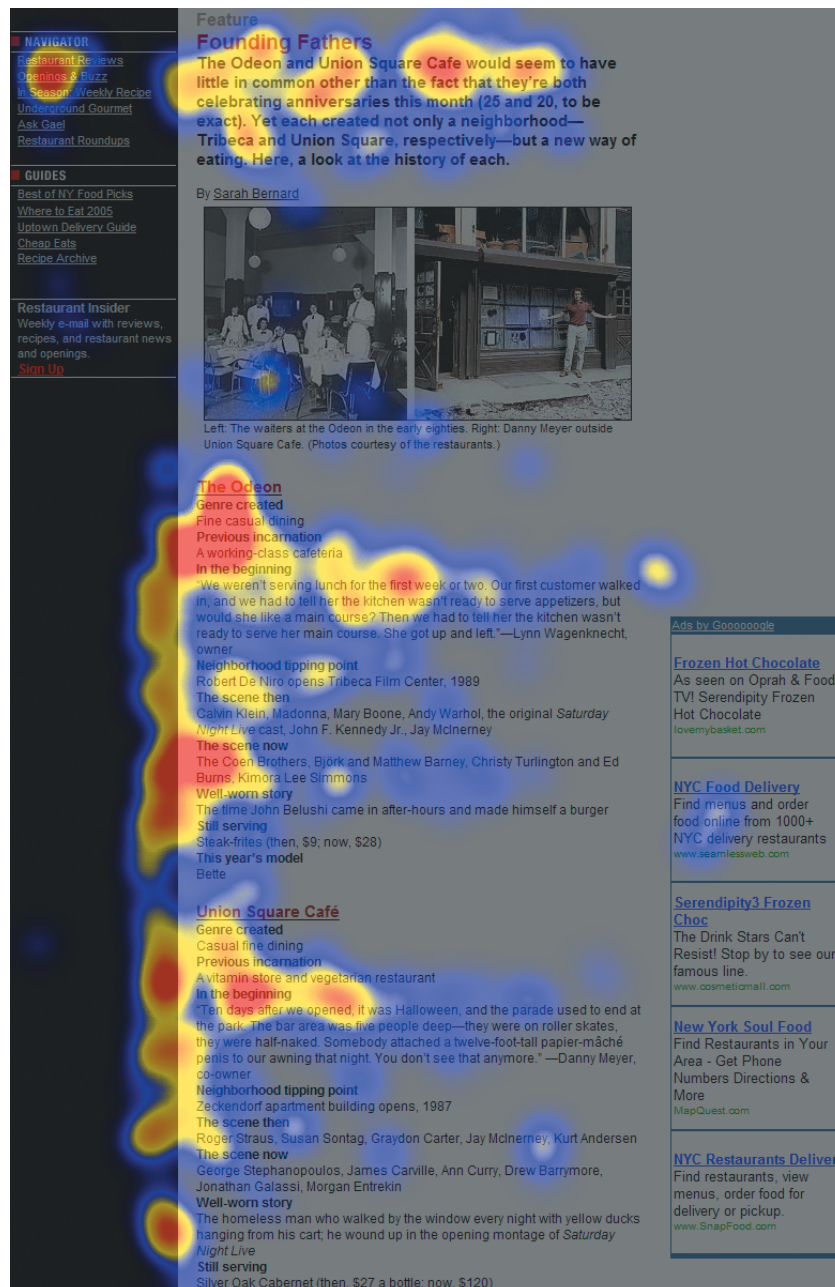 NAVIGATOR
Restaurant Reviews
Openings & Buzz
In Season: Weekly Recipe
Underground Gourmet
Ask Gael
Restaurant Roundups
GUIDES
Best of NY Food Picks
Where to Eat 2005
Uptown Delivery Guide
Cheap Eats
Recipe Archive
Restaurant Insider
Weekly e-mail with reviews,
recipes, and restaurant news
and openings.
Sign Up
Feature
Founding Fathers
The Odeon and Union Square Cafe would seem to have
little in common other than the fact that they're both
celebrating anniversaries this month (25 and 20, to be
exact). Yet each created not only a neighborhood—
Tribeca and Union Square, respectively—but a new way of
eating. Here, a look at the history of each.
By Sarah Bernard
Left: The waiters at the Odeon in the early eighties. Right: Danny Meyer outside
Union Square Cafe. (Photos courtesy of the restaurants.)
The Odeon
Genre created
Fine casual dining
Previous incarnation
A working-class cafeteria
In the beginning
"We weren't serving lunch for the first week or two. Our first customer walked
in, and we had to tell her the kitchen wasn't ready to serve appetizers, but
would she like a main course? Then we had to tell her the kitchen wasn't
ready to serve her main course. She got up and left."—Lynn Wagenknecht,
owner
Neighborhood tipping point
Robert De Niro opens Tribeca Film Center, 1989
The scene then
Calvin Klein, Madonna, Mary Boone, Andy Warhol, the original Saturday
Night Live cast, John F. Kennedy Jr., Jay McInerney
The scene now
The Coen Brothers, Björk and Matthew Barney, Christy Turlington and Ed
Burns, Kimora Lee Simmons
Well-worn story
The time John Belushi came in after-hours and made himself a burger
Still serving
Steak-frites (then, $9; now, $28)
This year's model
Bette
Union Square Café
Genre created
Casual fine dining
Previous incarnation
A vitamin store and vegetarian restaurant
In the beginning
"Ten days after we opened, it was Halloween, and the parade used to end at
the park. The bar area was five people deep—they were on roller skates,
they were half-naked. Somebody attached a twelve-foot-tall papier-mâché
penis to our awning that night. You don't see that anymore." —Danny Meyer,
co-owner
Neighborhood tipping point
Zeckendorf apartment building opens, 1987
The scene then
Roger Straus, Susan Sontag, Graydon Carter, Jay McInerney, Kurt Andersen
The scene now
George Stephanopoulos, James Carville, Ann Curry, Drew Barrymore,
Jonathan Galassi, Morgan Entrekin
Well-worn story
The homeless man who walked by the window every night with yellow ducks
hanging from his cart; he wound up in the opening montage of Saturday
Night Live
Still serving
Silver Oak Cabernet (then, $27 a bottle; now, $120)
Ads by Goooooogle
Frozen Hot Chocolate
As seen on Oprah & Food
TV! Serendipity Frozen
Hot Chocolate
lovemybasket.com
NYC Food Delivery
Find menus and order
food online from 1000+
NYC delivery restaurants
www.seamlessweb.com
Serendipity3 Frozen
Choc
The Drink Stars Can't
Resist! Stop by to see our
famous line.
www.cosmeticmall.com
New York Soul Food
Find Restaurants in Your
Area - Get Phone
Numbers Directions &
More
MapQuest.com
NYC Restaurants Deliver
Find restaurants, view
menus, order food for
delivery or pickup.
www.SnapFood.com